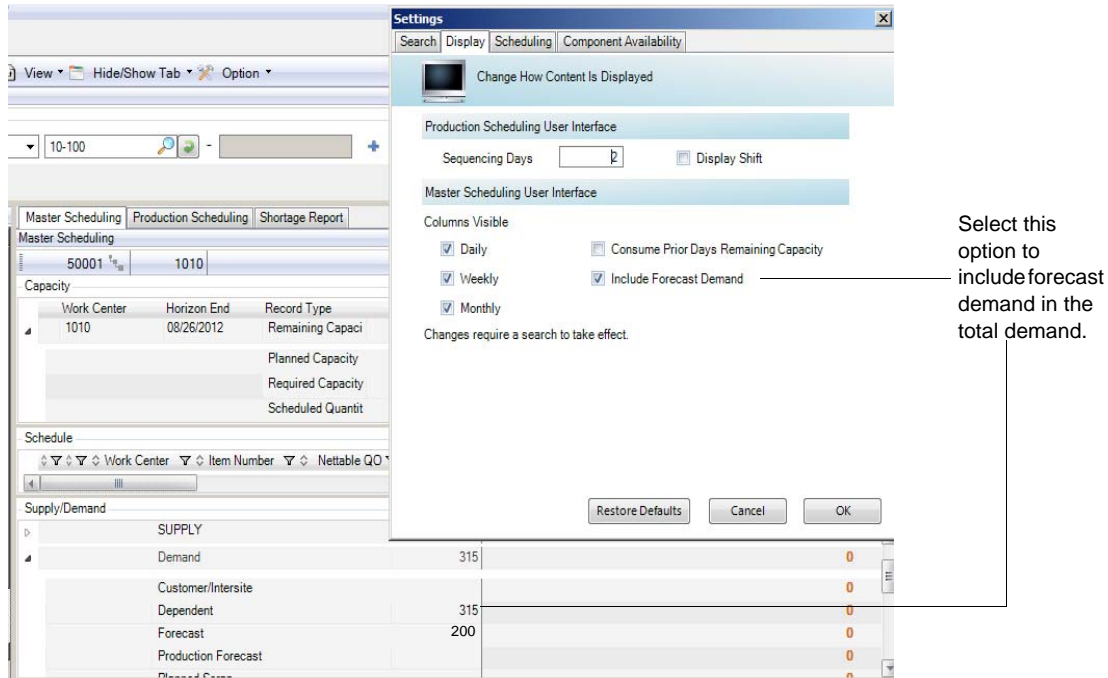 Settings
Search Display Scheduling Component Availability
View Hide/Show Tab Option
Change How Content Is Displayed
Production Scheduling User Interface
10-100 -
Sequencing Days 2 Display Shift
Master Scheduling User Interface
Columns Visible
Daily Consume Prior Days Remaining Capacity
Weekly Include Forecast Demand
Monthly
Changes require a search to take effect.
Select this
option to
include forecast
demand in the
total demand.
Master Scheduling Production Scheduling Shortage Report
Master Scheduling
50001 1010
Capacity
Work Center Horizon End Record Type
1010 08/26/2012 Remaining Capaci
Planned Capacity
Required Capacity
Scheduled Quantit
Schedule
Work Center Item Number Nettable QO
Restore Defaults Cancel OK
Supply/Demand
SUPPLY
Demand 315 0
Customer/Intersite 0
Dependent 315 0
Forecast 200 0
Production Forecast 0